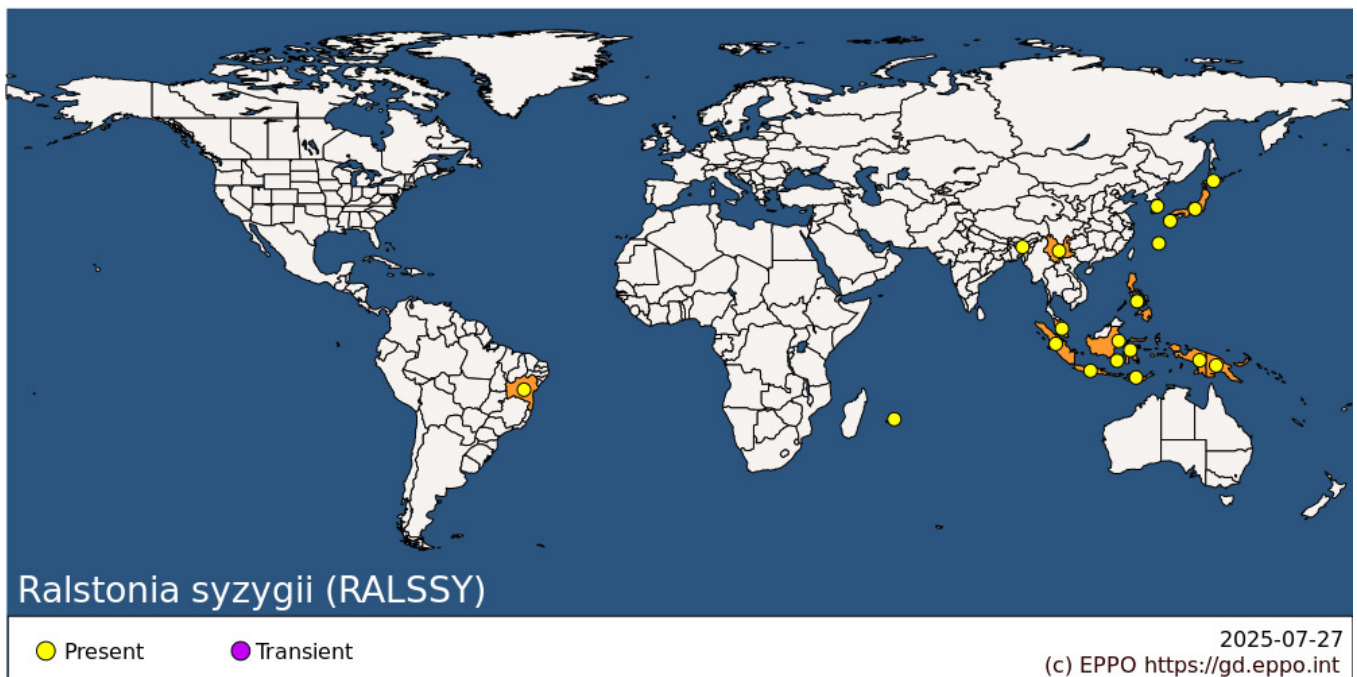 Ralstonia syzygii (RALSSY)
Present
Transient
2025-07-27
(c) EPPO https://gd.eppo.int